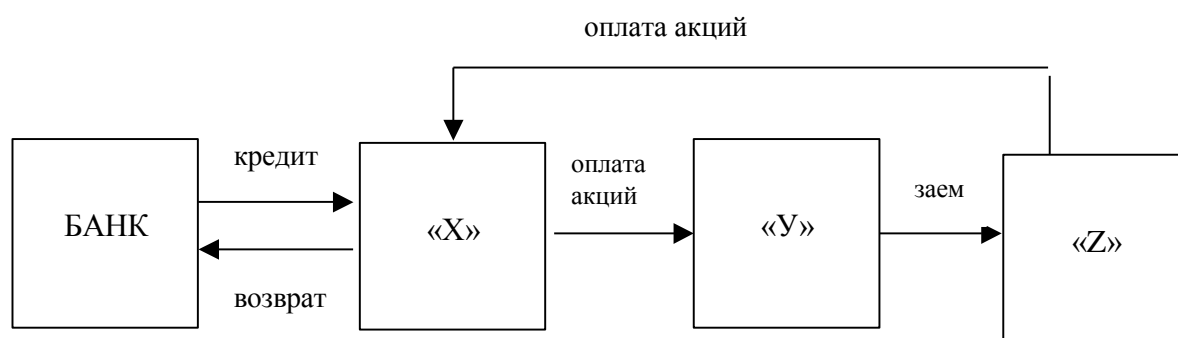 оплата акций
кредит
БАНК
возврат
«Х»
оплата
акций
«У»
заем
«Z»